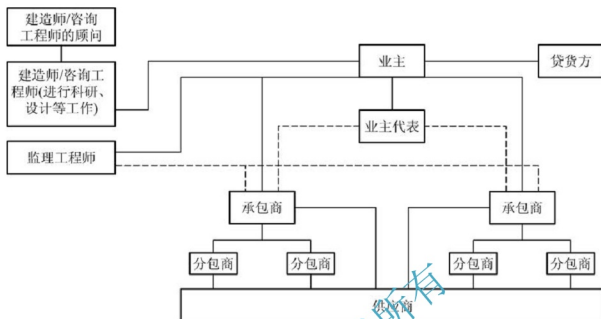 建造师/咨询
工程师的顾问
建造师/咨询工
程师(进行科研、
设计等工作)
业主
贷货方
业主代表
监理工程师
承包商
承包商
分包商
分包商
分包商
分包商
供应商
所有